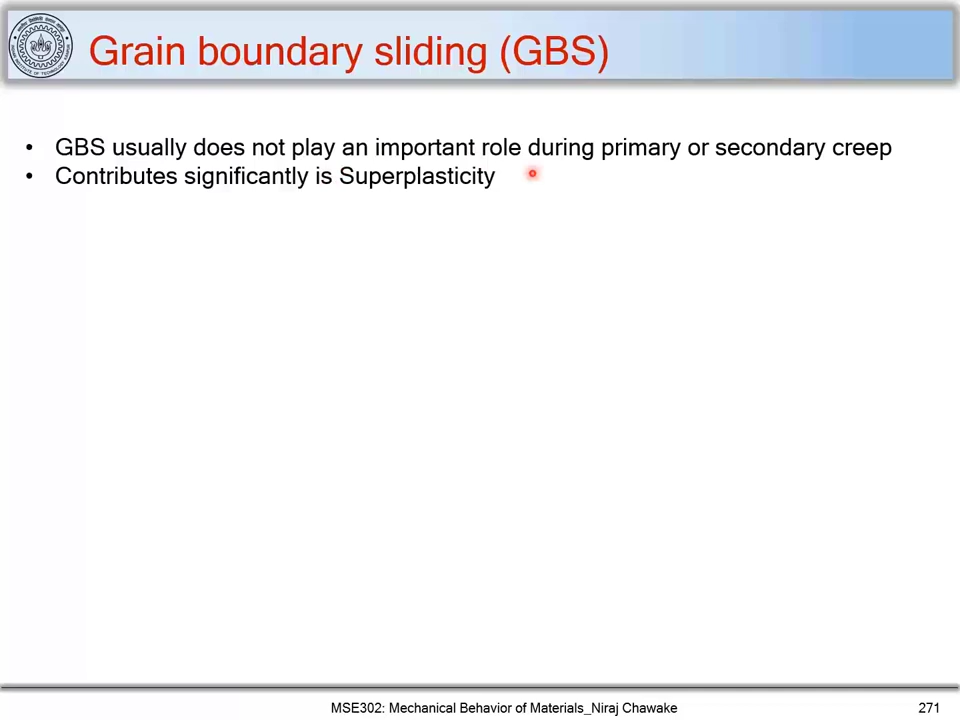 Grain boundary sliding (GBS)
• GBS usually does not play an important role during primary or secondary creep
• Contributes significantly is Superplasticity
MSE302: Mechanical Behavior of Materials_Niraj Chawake
271